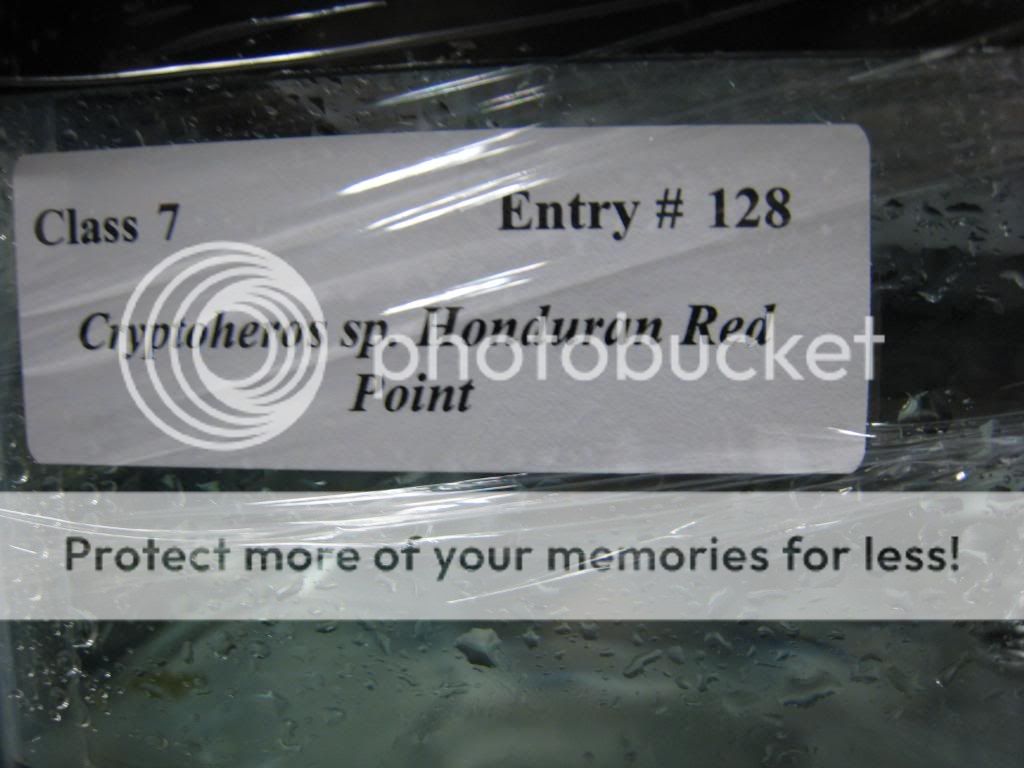 Class 7
Entry # 128
Cryptoheros sp. Honduran Red
Point
photobucket
Protect more of your memories for less!